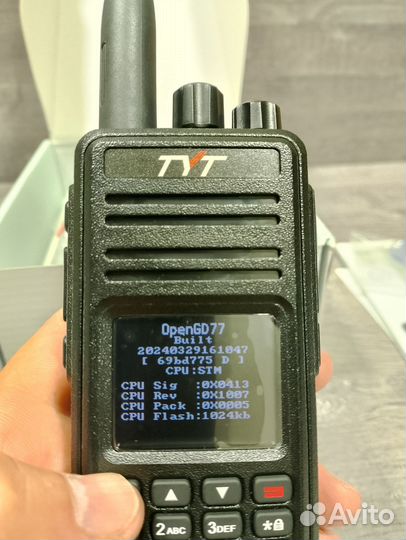 TYT
OpenGD77
Built
20240329161047
[ 69bd775 D ]
CPU:STM
CPU Sig :0X0413
CPU Rev :0X1007
CPU Pack :0X0005
CPU Flash:1024kb
▲ ▼
2ABC 3DEF *
Avito